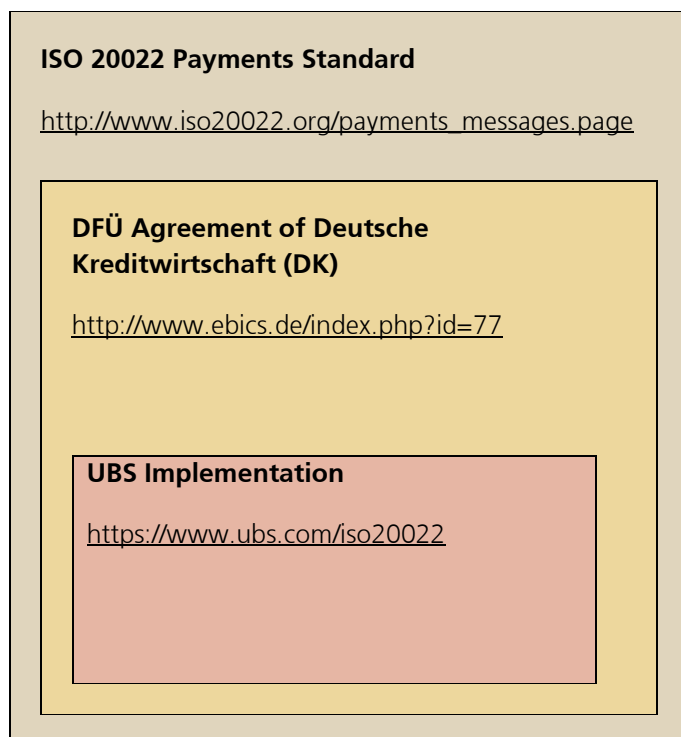 ISO 20022 Payments Standard
http://www.iso20022.org/payments_messages.page
DFÜ Agreement of Deutsche
Kreditwirtschaft (DK)
http://www.ebics.de/index.php?id=77
UBS Implementation
https://www.ubs.com/iso20022